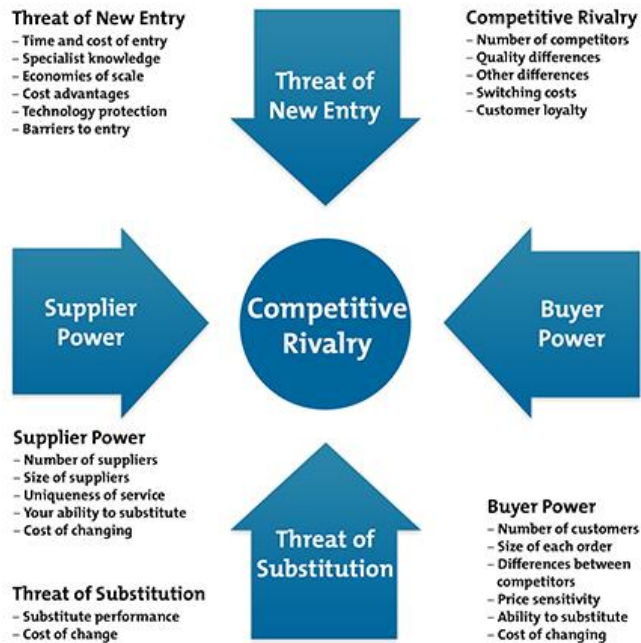 Threat of New Entry
– Time and cost of entry
– Specialist knowledge
– Economies of scale
– Cost advantages
– Technology protection
– Barriers to entry
Threat of
New Entry
Competitive Rivalry
– Number of competitors
– Quality differences
– Other differences
– Switching costs
– Customer loyalty
Supplier
Power
Competitive
Rivalry
Buyer
Power
Supplier Power
– Number of suppliers
– Size of suppliers
– Uniqueness of service
– Your ability to substitute
– Cost of changing
Threat of Substitution
– Substitute performance
– Cost of change
Threat of
Substitution
Buyer Power
– Number of customers
– Size of each order
– Differences between
competitors
– Price sensitivity
– Ability to substitute
– Cost of changing